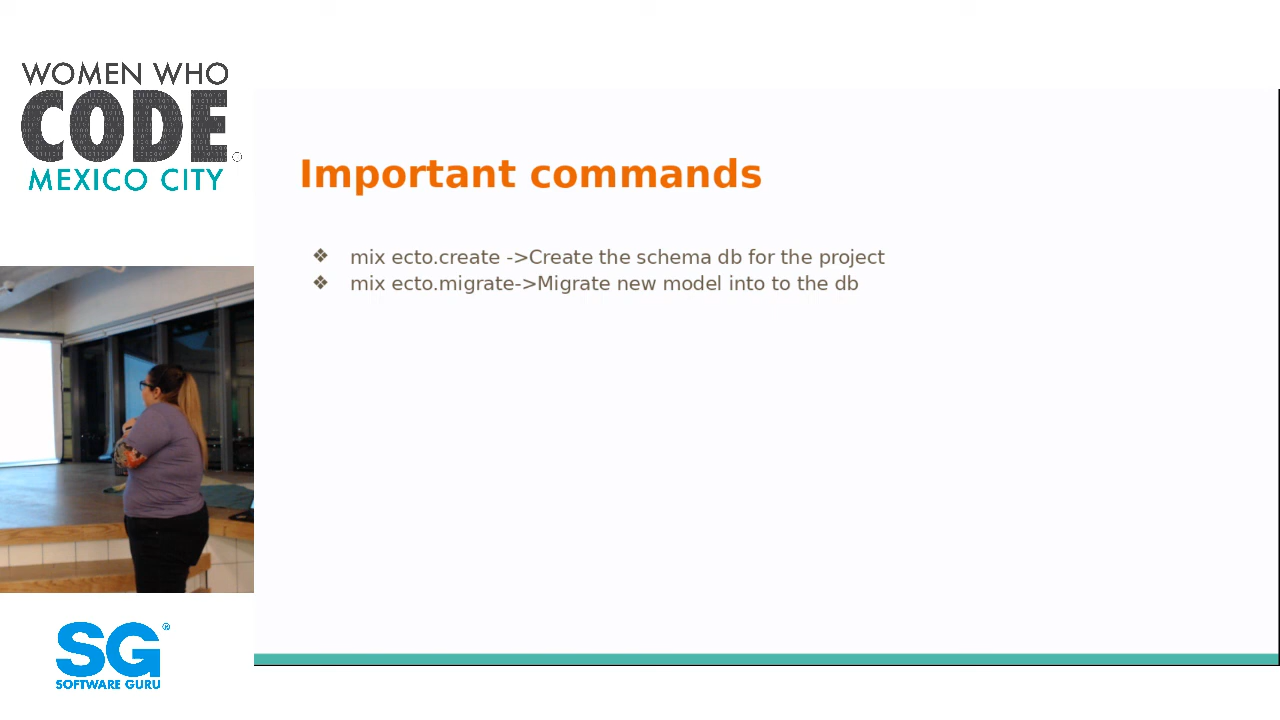 WOMEN WHO
CODE
MEXICO CITY
Important commands
❖ mix ecto.create ->Create the schema db for the project
❖ mix ecto.migrate->Migrate new model into to the db
SG®
SOFTWARE GURU